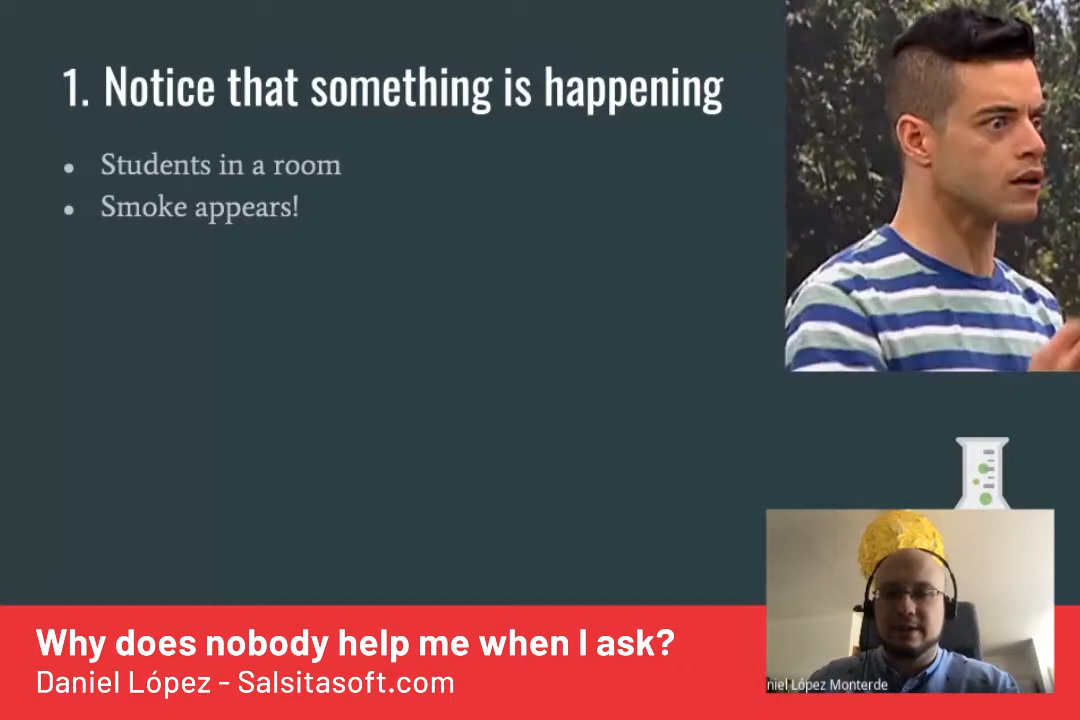 1. Notice that something is happening
● Students in a room
● Smoke appears!
niel López Monterde
Why does nobody help me when I ask?
Daniel López - Salsitasoft.com